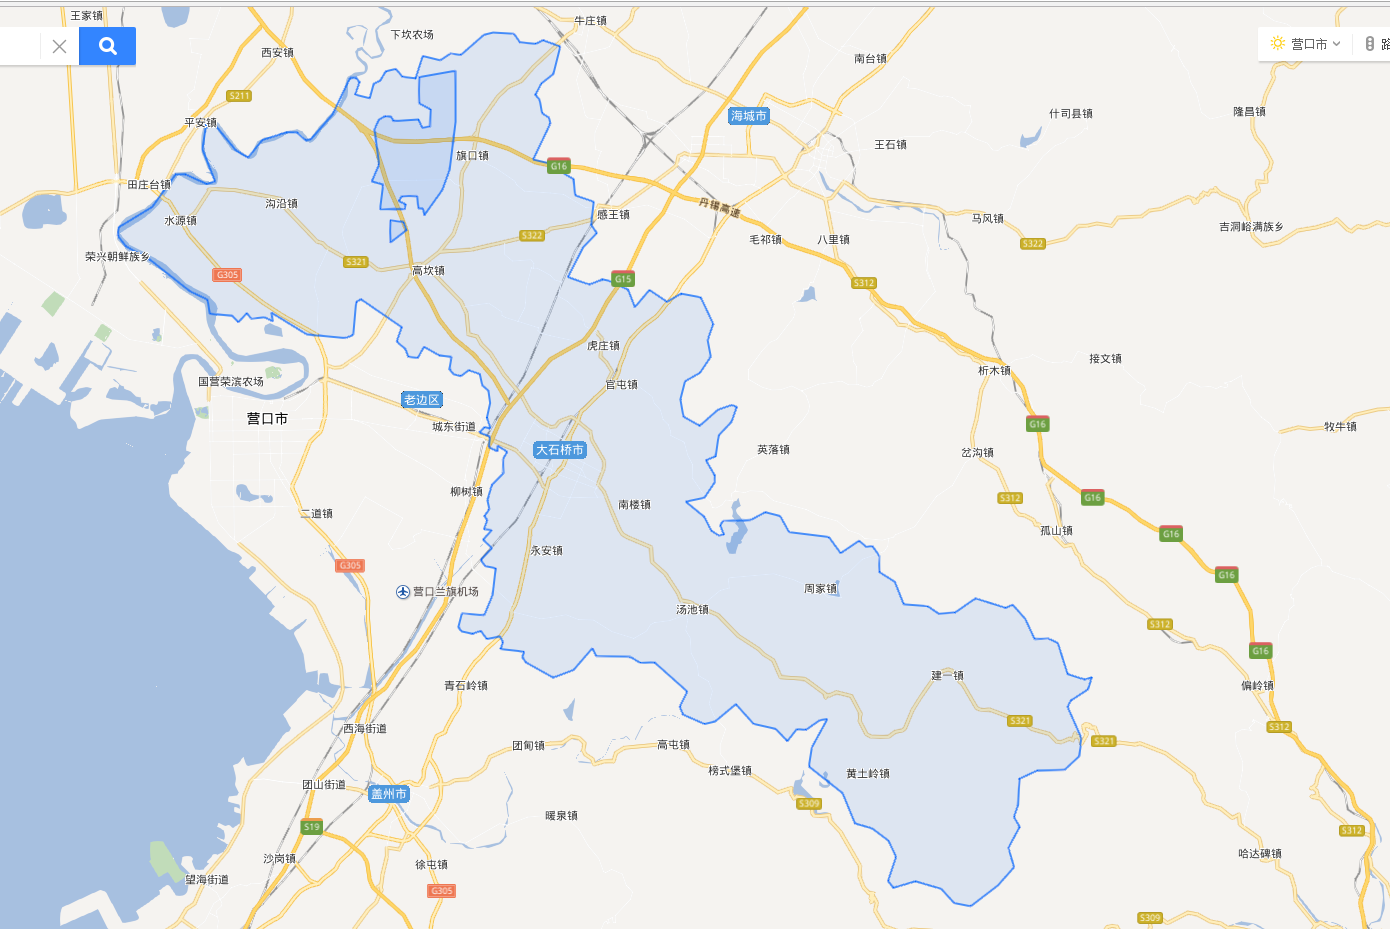 王家镇
牛庄镇
下坎农场
营口市
路
西安镇
南台镇
S211
海城市
什司县镇
隆昌镇
平安镇
王石镇
旗口镇
G16
田庄台镇
沟沿镇
丹锡高速
水源镇
感王镇
马风镇
吉洞峪满族乡
S322
毛祁镇
八里镇
S322
荣兴朝鲜族乡
S321
高坎镇
G305
G15
S312
虎庄镇
接文镇
析木镇
国营荣滨农场
官屯镇
老边区
营口市
城东街道
G16
牧牛镇
大石桥市
英落镇
岔沟镇
柳树镇
S312
G16
南楼镇
二道镇
孤山镇
G16
永安镇
G305
G16
营口兰旗机场
周家镇
汤池镇
S312
G16
青石岭镇
建一镇
偏岭镇
S321
西海街道
S312
团甸镇
高屯镇
S321
榜式堡镇
黄土岭镇
团山街道
盖州市
S309
暖泉镇
S19
S312
沙岗镇
徐屯镇
哈达碑镇
望海街道
G305
S309